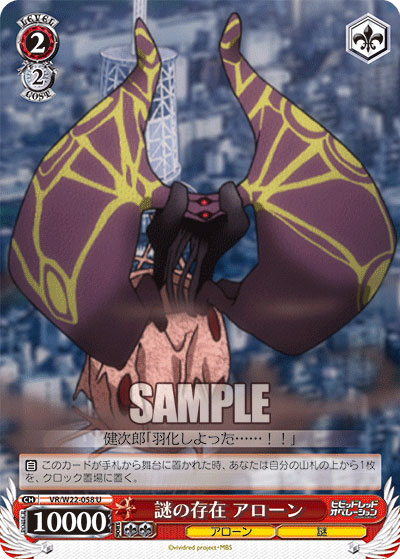 LEVEL
2
2
COST
SAMPLE
健次郎「羽化しよった……！！」
このカードが手札から舞台に置かれた時、あなたは自分の山札の上から1枚
を、クロック置場に置く。
CH VR/W22-058 U
10000
謎の存在 アローン
アローン
謎
ビビッドレッド
オペレーション
©vividred project・MBS